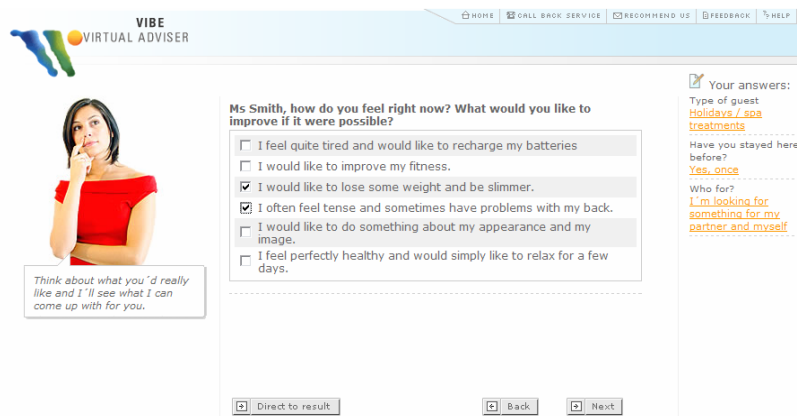 VIBE
VIRTUAL ADVISER
HOME
CALL BACK SERVICE
RECOMMEND US
FEEDBACK
HELP
Ms Smith, how do you feel right now? What would you like to
improve if it were possible?
I feel quite tired and would like to recharge my batteries
I would like to improve my fitness.
I would like to lose some weight and be slimmer.
I often feel tense and sometimes have problems with my back.
I would like to do something about my appearance and my
image.
I feel perfectly healthy and would simply like to relax for a few
days.
Think about what you´d really
like and I´ll see what I can
come up with for you.
Direct to result
Back
Next
Your answers:
Type of guest
Holidays / spa
treatments
Have you stayed here
before?
Yes, once
Who for?
I´m looking for
something for my
partner and myself